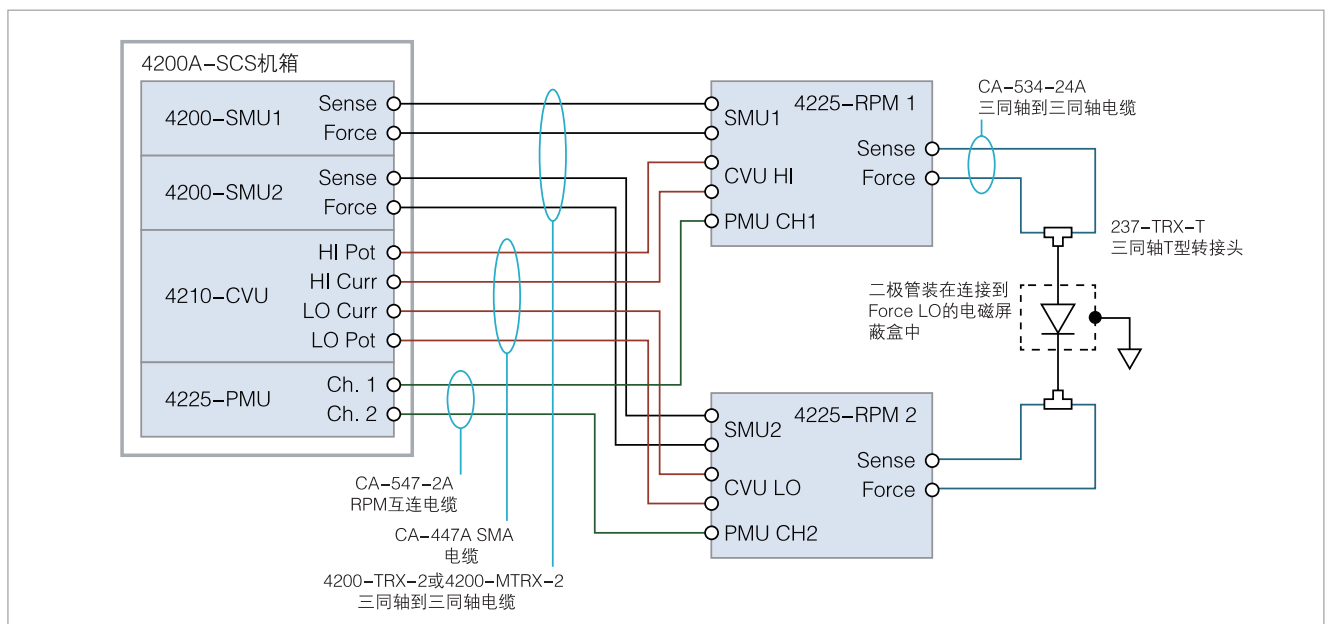 4200A-SCS机箱
4200-SMU1
Sense
Force
4200-SMU2
Sense
Force
4210-CVU
HI Pot
HI Curr
LO Curr
LO Pot
4225-PMU
Ch. 1
Ch. 2
4225-RPM 1
SMU1
CVU HI
PMU CH1
Sense
Force
CA-534-24A
三同轴到三同轴电缆
237-TRX-T
三同轴T型转接头
二极管装在连接到
Force LO的电磁屏
蔽盒中
4225-RPM 2
SMU2
CVU LO
PMU CH2
Sense
Force
CA-547-2A
RPM互连电缆
CA-447A SMA
电缆
4200-TRX-2或4200-MTRX-2
三同轴到三同轴电缆